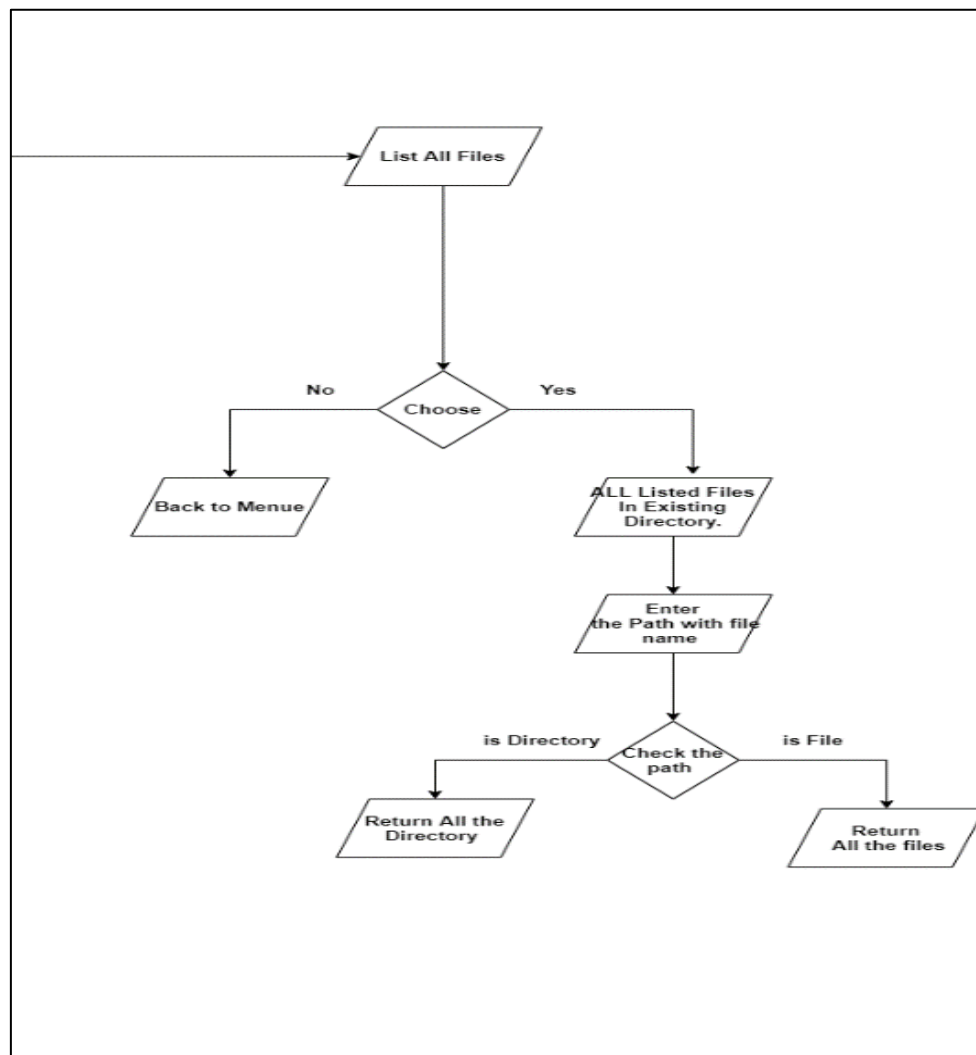 List All Files
No
Yes
Choose
Back to Menue
ALL Listed Files
In Existing
Directory.
Enter
the Path with file
name
is Directory
is File
Check the
path
Return All the
Directory
Return
All the files